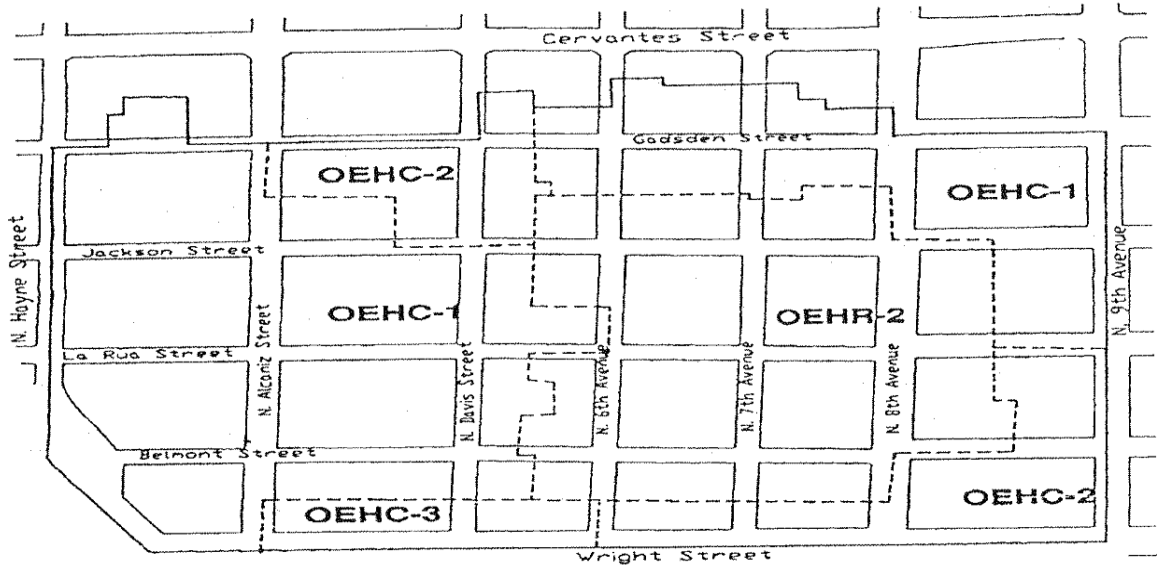 Cervantes Street
Gadsden Street
OEHC-2
OEHC-1
Jackson Street
N. Hayne Street
N. 9th Avenue
OEHC-1
OEHR-2
La Rua Street
N. Alcaniz Street
N. Davis Street
N. 6th Avenue
N. 7th Avenue
N. 8th Avenue
Belmont Street
OEHC-3
OEHC-2
Wright Street